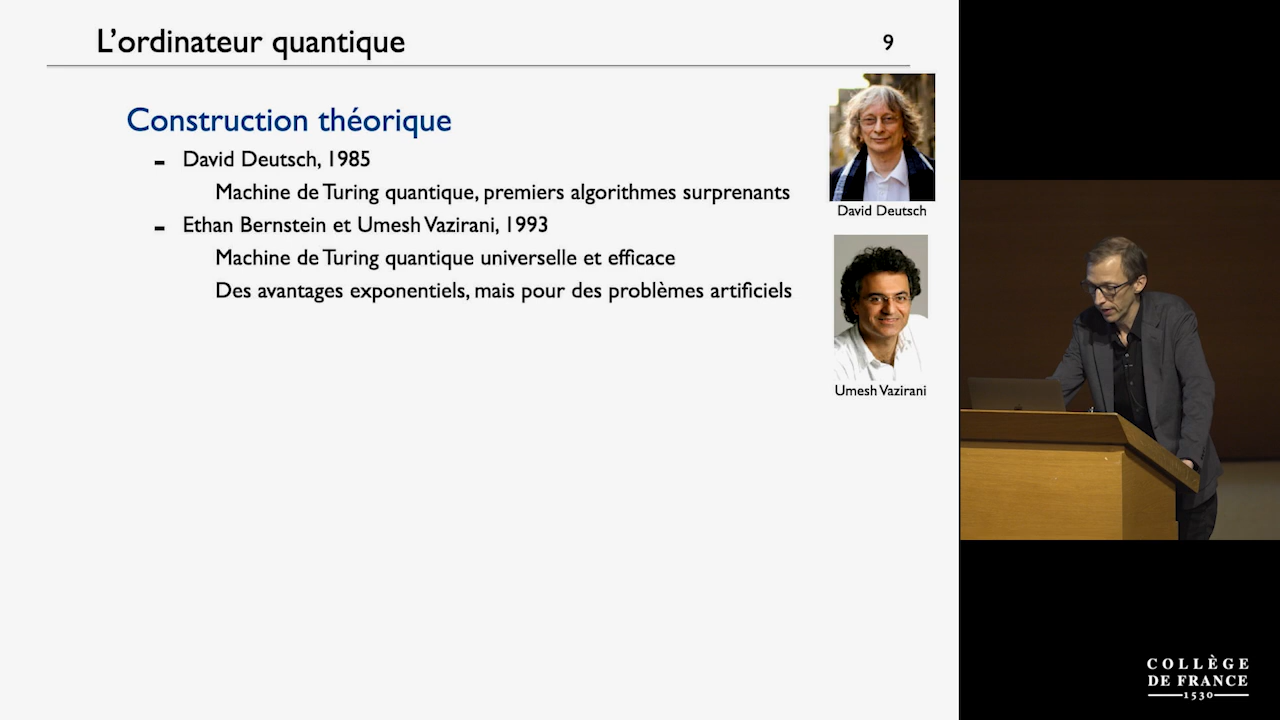 L'ordinateur quantique
9
Construction théorique
- David Deutsch, 1985
Machine de Turing quantique, premiers algorithmes surprenants
- Ethan Bernstein et Umesh Vazirani, 1993
Machine de Turing quantique universelle et efficace
Des avantages exponentiels, mais pour des problèmes artificiels
David Deutsch
Umesh Vazirani
COLLÈGE
DE FRANCE
1530